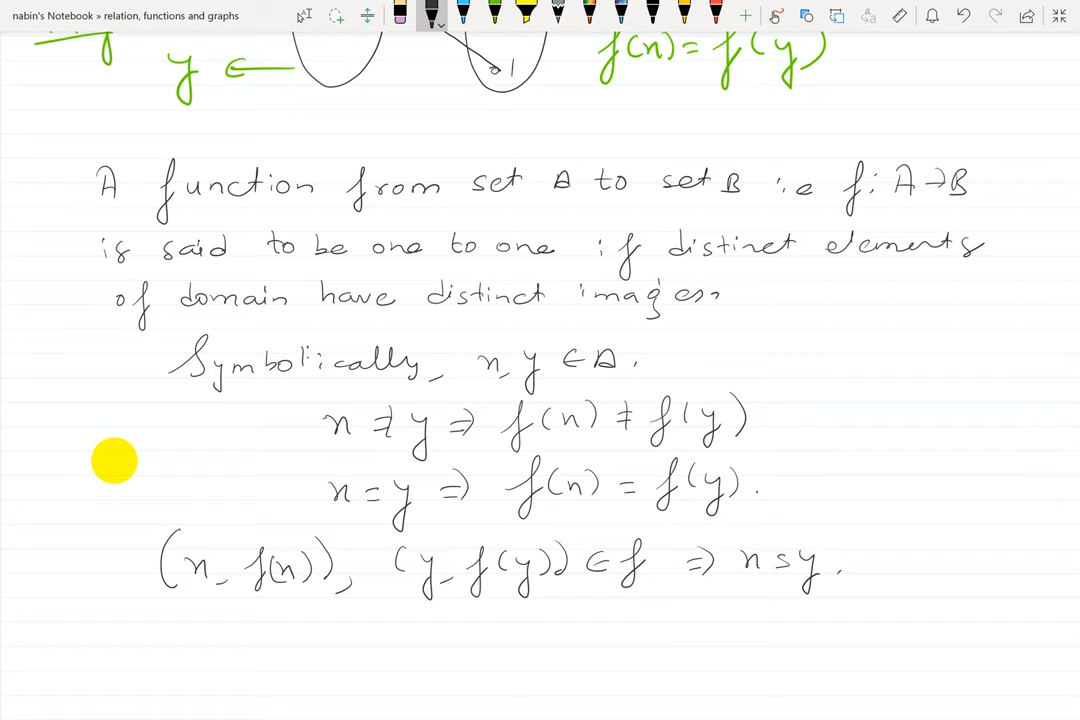 nabin's Notebook » relation, functions and graphs
y ← f(x) = f(y)
A function from set A to set B ie f: A → B
is said to be one to one if distinct elements
of domain have distinct images.
Symbolically, x, y ∈ A.
x ≠ y ⇒ f(x) ≠ f(y)
x = y ⇒ f(x) = f(y).
(x, f(x)), (y, f(y)) ∈ f ⇒ x = y.